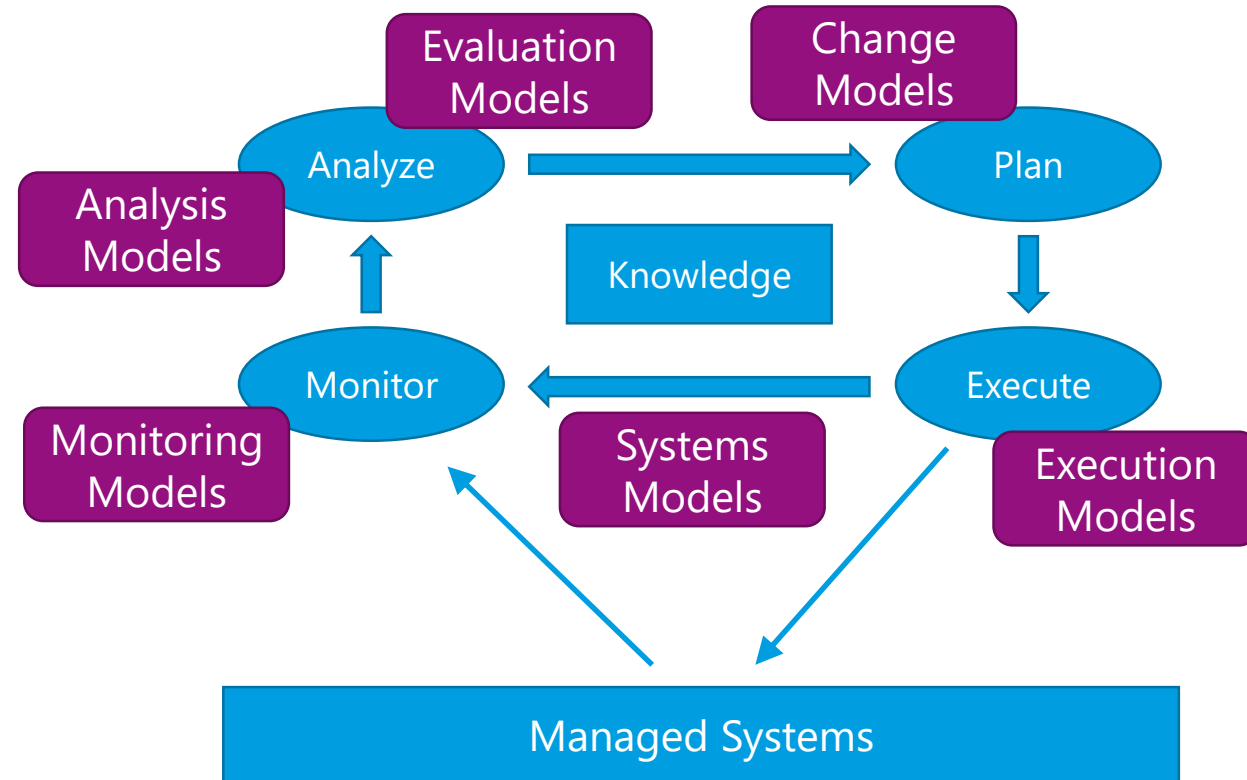 Evaluation
Models
Change
Models
Analyze
Plan
Analysis
Models
Knowledge
Monitor
Execute
Monitoring
Models
Systems
Models
Execution
Models
Managed Systems